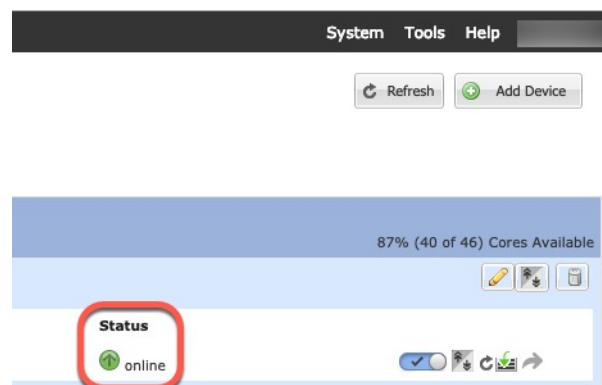 System Tools Help
Refresh Add Device
87% (40 of 46) Cores Available
Status
online